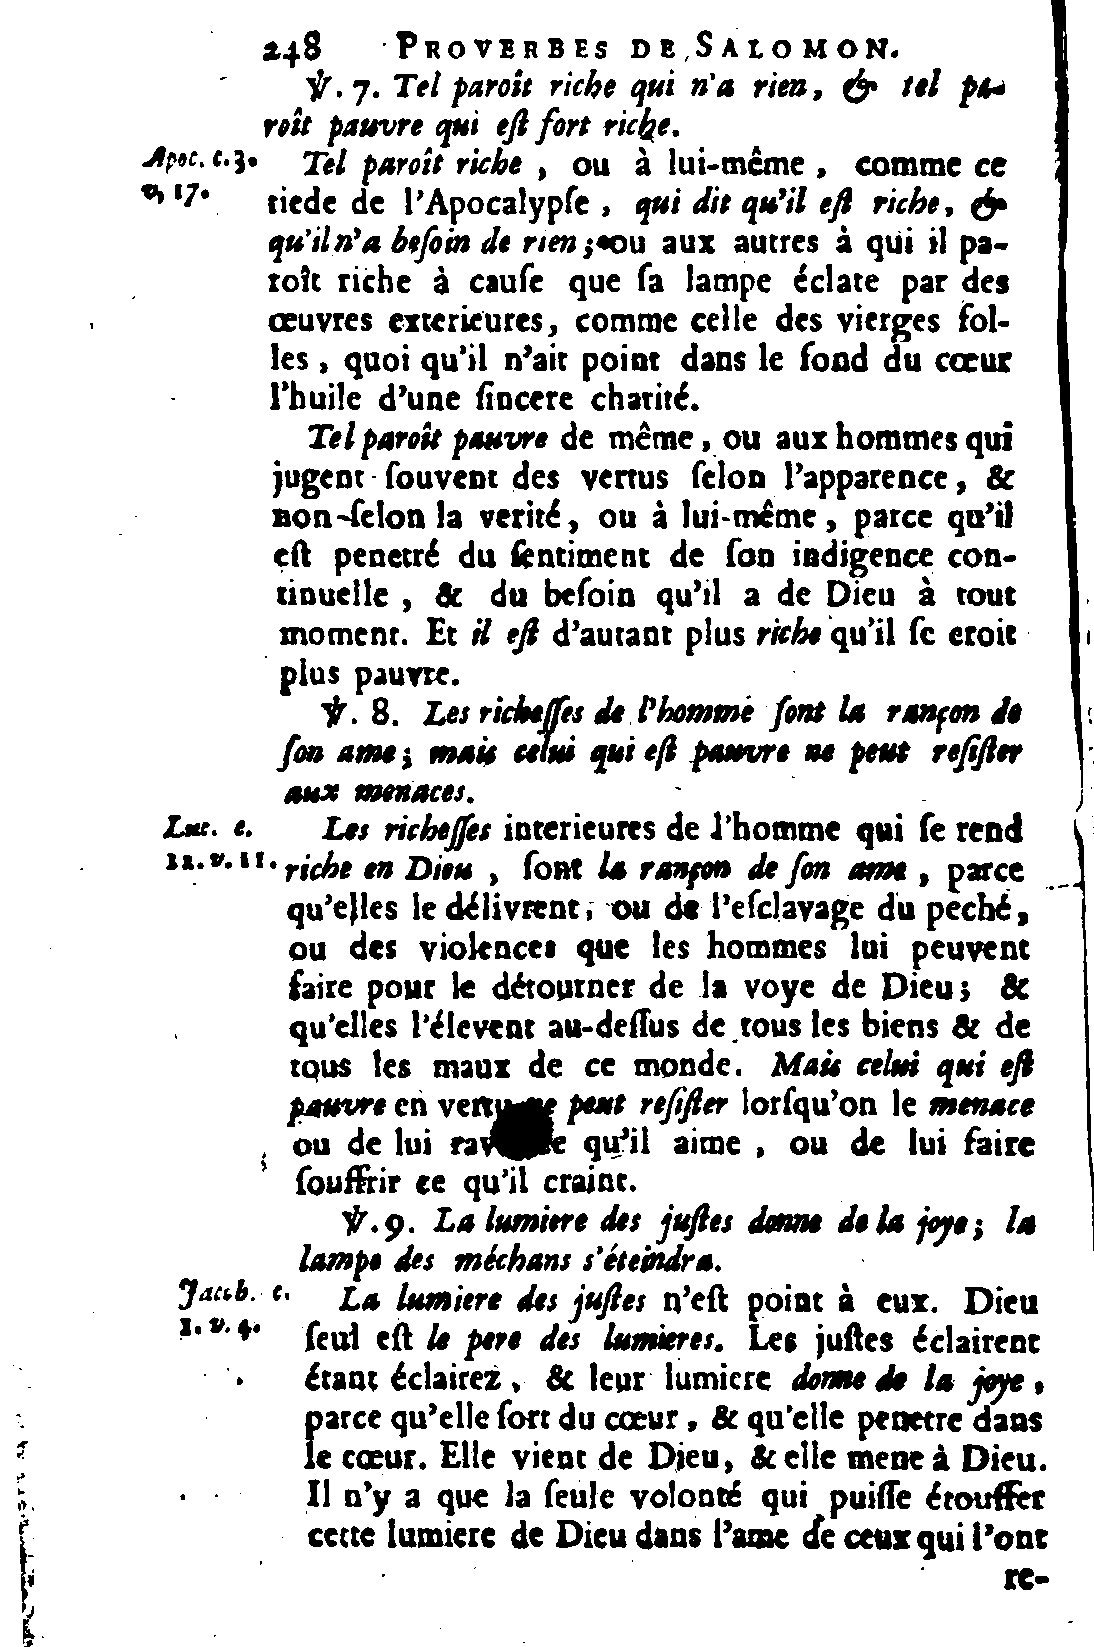 248 PROVERBES DE SALOMON.
℣. 7. Tel paroît riche qui n'a rien, & tel pa-
roît pauvre qui eſt fort riche.
Apoc. c. 3.
v. 17.
Tel paroît riche, ou à lui-même, comme ce
tiede de l'Apocalypſe, qui dit qu'il eſt riche, &
qu'il n'a beſoin de rien; ou aux autres à qui il pa-
roît riche à cauſe que ſa lampe éclate par des
œuvres exterieures, comme celle des vierges fol-
les, quoi qu'il n'ait point dans le fond du cœur
l'huile d'une ſincere charité.
Tel paroît pauvre de même, ou aux hommes qui
jugent ſouvent des vertus ſelon l'apparence, &
non-ſelon la verité, ou à lui-même, parce qu'il
eſt penetré du ſentiment de ſon indigence con-
tinuelle, & du beſoin qu'il a de Dieu à tout
moment. Et il eſt d'autant plus riche qu'il ſe croit
plus pauvre.
℣. 8. Les richeſſes de l'homme ſont la rançon de
ſon ame; mais celui qui eſt pauvre ne peut reſiſter
aux menaces.
Luc. c.
12. v. 21.
Les richeſſes interieures de l'homme qui ſe rend
riche en Dieu, ſont la rançon de ſon ame, parce
qu'elles le délivrent, ou de l'eſclavage du peché,
ou des violences que les hommes lui peuvent
faire pour le détourner de la voye de Dieu; &
qu'elles l'élevent au-deſſus de tous les biens & de
tous les maux de ce monde. Mais celui qui eſt
pauvre en vertu ne peut reſiſter lorſqu'on le menace
ou de lui qu'il aime, ou de lui faire
ſouffrir ce qu'il craint.
℣. 9. La lumiere des juſtes donne de la joye; la
lampe des méchans s'éteindra.
Jacob. c.
1. v. 4.
La lumiere des juſtes n'eſt point à eux. Dieu
ſeul eſt le pere des lumieres. Les juſtes éclairent
étant éclairez, & leur lumiere donne de la joye,
parce qu'elle ſort du cœur, & qu'elle penetre dans
le cœur. Elle vient de Dieu, & elle mene à Dieu.
Il n'y a que la ſeule volonté qui puiſſe étouffer
cette lumiere de Dieu dans l'ame de ceux qui l'ont
re-